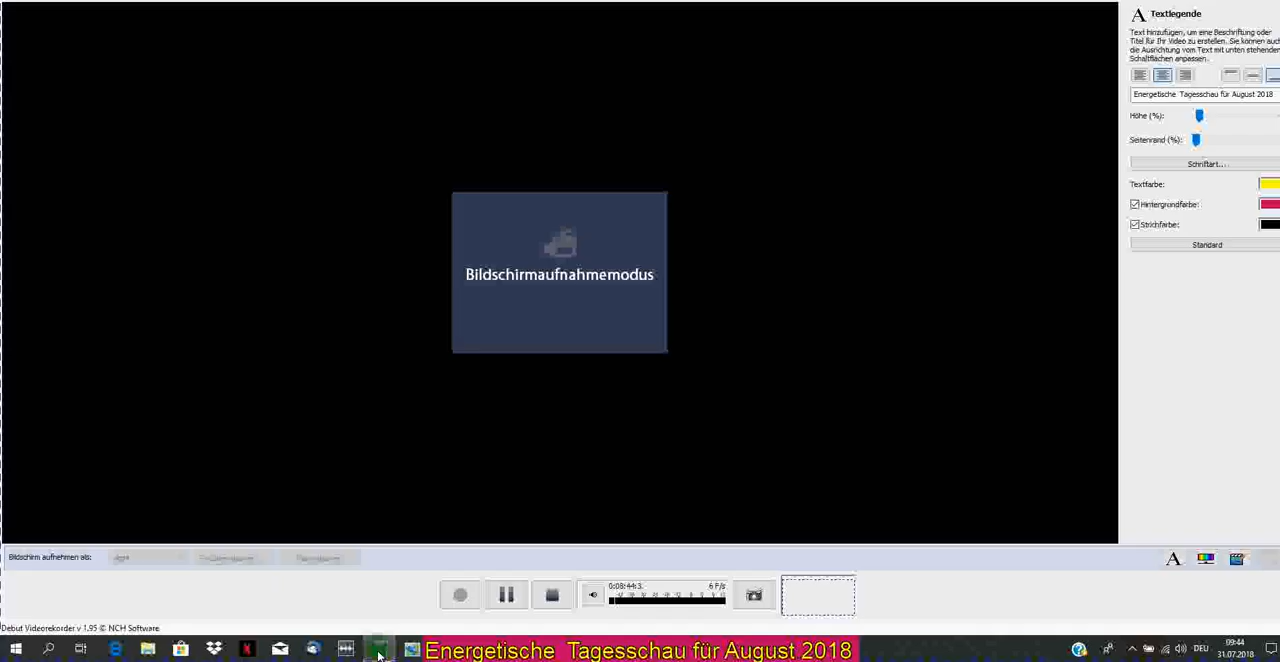 Textlegende
Text hinzufügen, um eine Beschriftung oder
Titel für Ihr Video zu erstellen. Sie können auch
die Ausrichtung vom Text mit unten stehenden
Schaltflächen anpassen.
Energetische Tagesschau für August 2018
Höhe (%):
Seitenrand (%):
Schriftart...
Textfarbe:
Hintergrundfarbe:
Strichfarbe:
Standard
Bildschirmaufnahmemodus
Bildschirm aufnehmen als:
0:08:44.3
6 F/s
Debut Videorekorder v 1.95 © NCH Software
Energetische Tagesschau für August 2018
DEU
09:44
31.07.2018